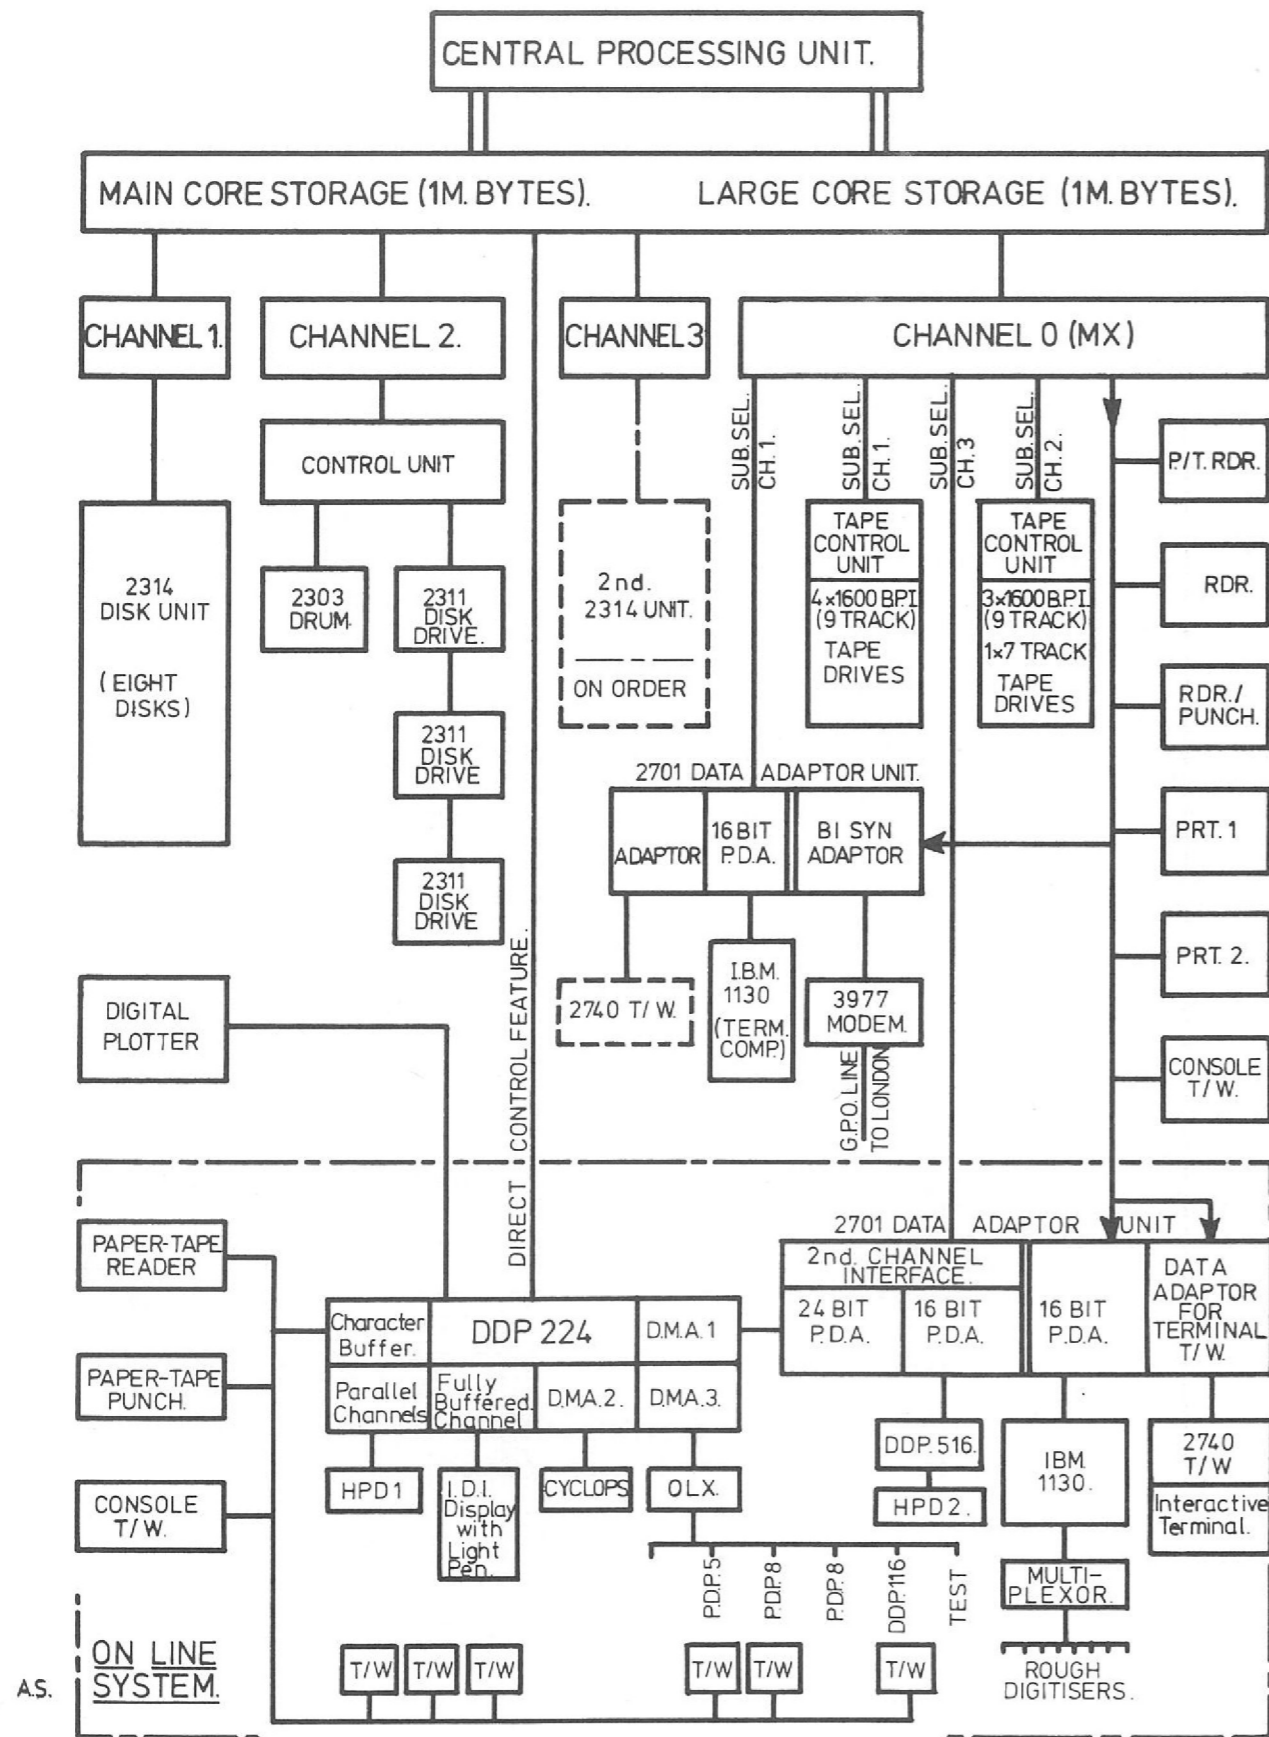 CENTRAL PROCESSING UNIT.
MAIN CORE STORAGE (1M. BYTES).
LARGE CORE STORAGE (1M. BYTES).
CHANNEL 1.
CHANNEL 2.
CHANNEL 3
CHANNEL 0 (MX)
SUB. SEL.
CH. 1.
SUB. SEL.
CH. 1.
SUB. SEL.
CH. 3
SUB. SEL.
CH. 2.
CONTROL UNIT
P/T. RDR.
2314
DISK UNIT
(EIGHT
DISKS)
2303
DRUM.
2311
DISK
DRIVE.
2311
DISK
DRIVE
2311
DISK
DRIVE
2nd.
2314 UNIT.
ON ORDER
TAPE
CONTROL
UNIT
4x1600 B.P.I.
(9 TRACK)
TAPE
DRIVES
TAPE
CONTROL
UNIT
3x1600 B.P.I.
(9 TRACK)
1x7 TRACK
TAPE
DRIVES
RDR.
RDR./
PUNCH.
PRT. 1
PRT. 2.
CONSOLE
T/W.
2701 DATA ADAPTOR UNIT.
ADAPTOR
16 BIT
P.D.A.
BI SYN
ADAPTOR
2740 T/W.
I.B.M.
1130
(TERM.
COMP.)
3977
MODEM.
G.P.O. LINE
TO LONDON
DIGITAL
PLOTTER
DIRECT CONTROL FEATURE.
PAPER-TAPE
READER
PAPER-TAPE
PUNCH.
CONSOLE
T/W.
2701 DATA ADAPTOR UNIT
2nd. CHANNEL
INTERFACE.
24 BIT
P.D.A.
16 BIT
P.D.A.
16 BIT
P.D.A.
DATA
ADAPTOR
FOR
TERMINAL
T/W.
Character
Buffer.
DDP 224
D.M.A. 1
Parallel
Channels
Fully
Buffered.
Channel
D.M.A. 2.
D.M.A. 3.
HPD 1
I.D.I.
Display
with
Light
Pen.
CYCLOPS
OLX.
DDP. 516.
HPD 2.
IBM
1130.
2740
T/W
Interactive
Terminal.
P.D.P. 5
P.D.P. 8
P.D.P. 8
DDP.116
TEST
MULTI-
PLEXOR.
ROUGH
DIGITISERS.
T/W
T/W
T/W
T/W
T/W
T/W
ON LINE
SYSTEM.
A.S.